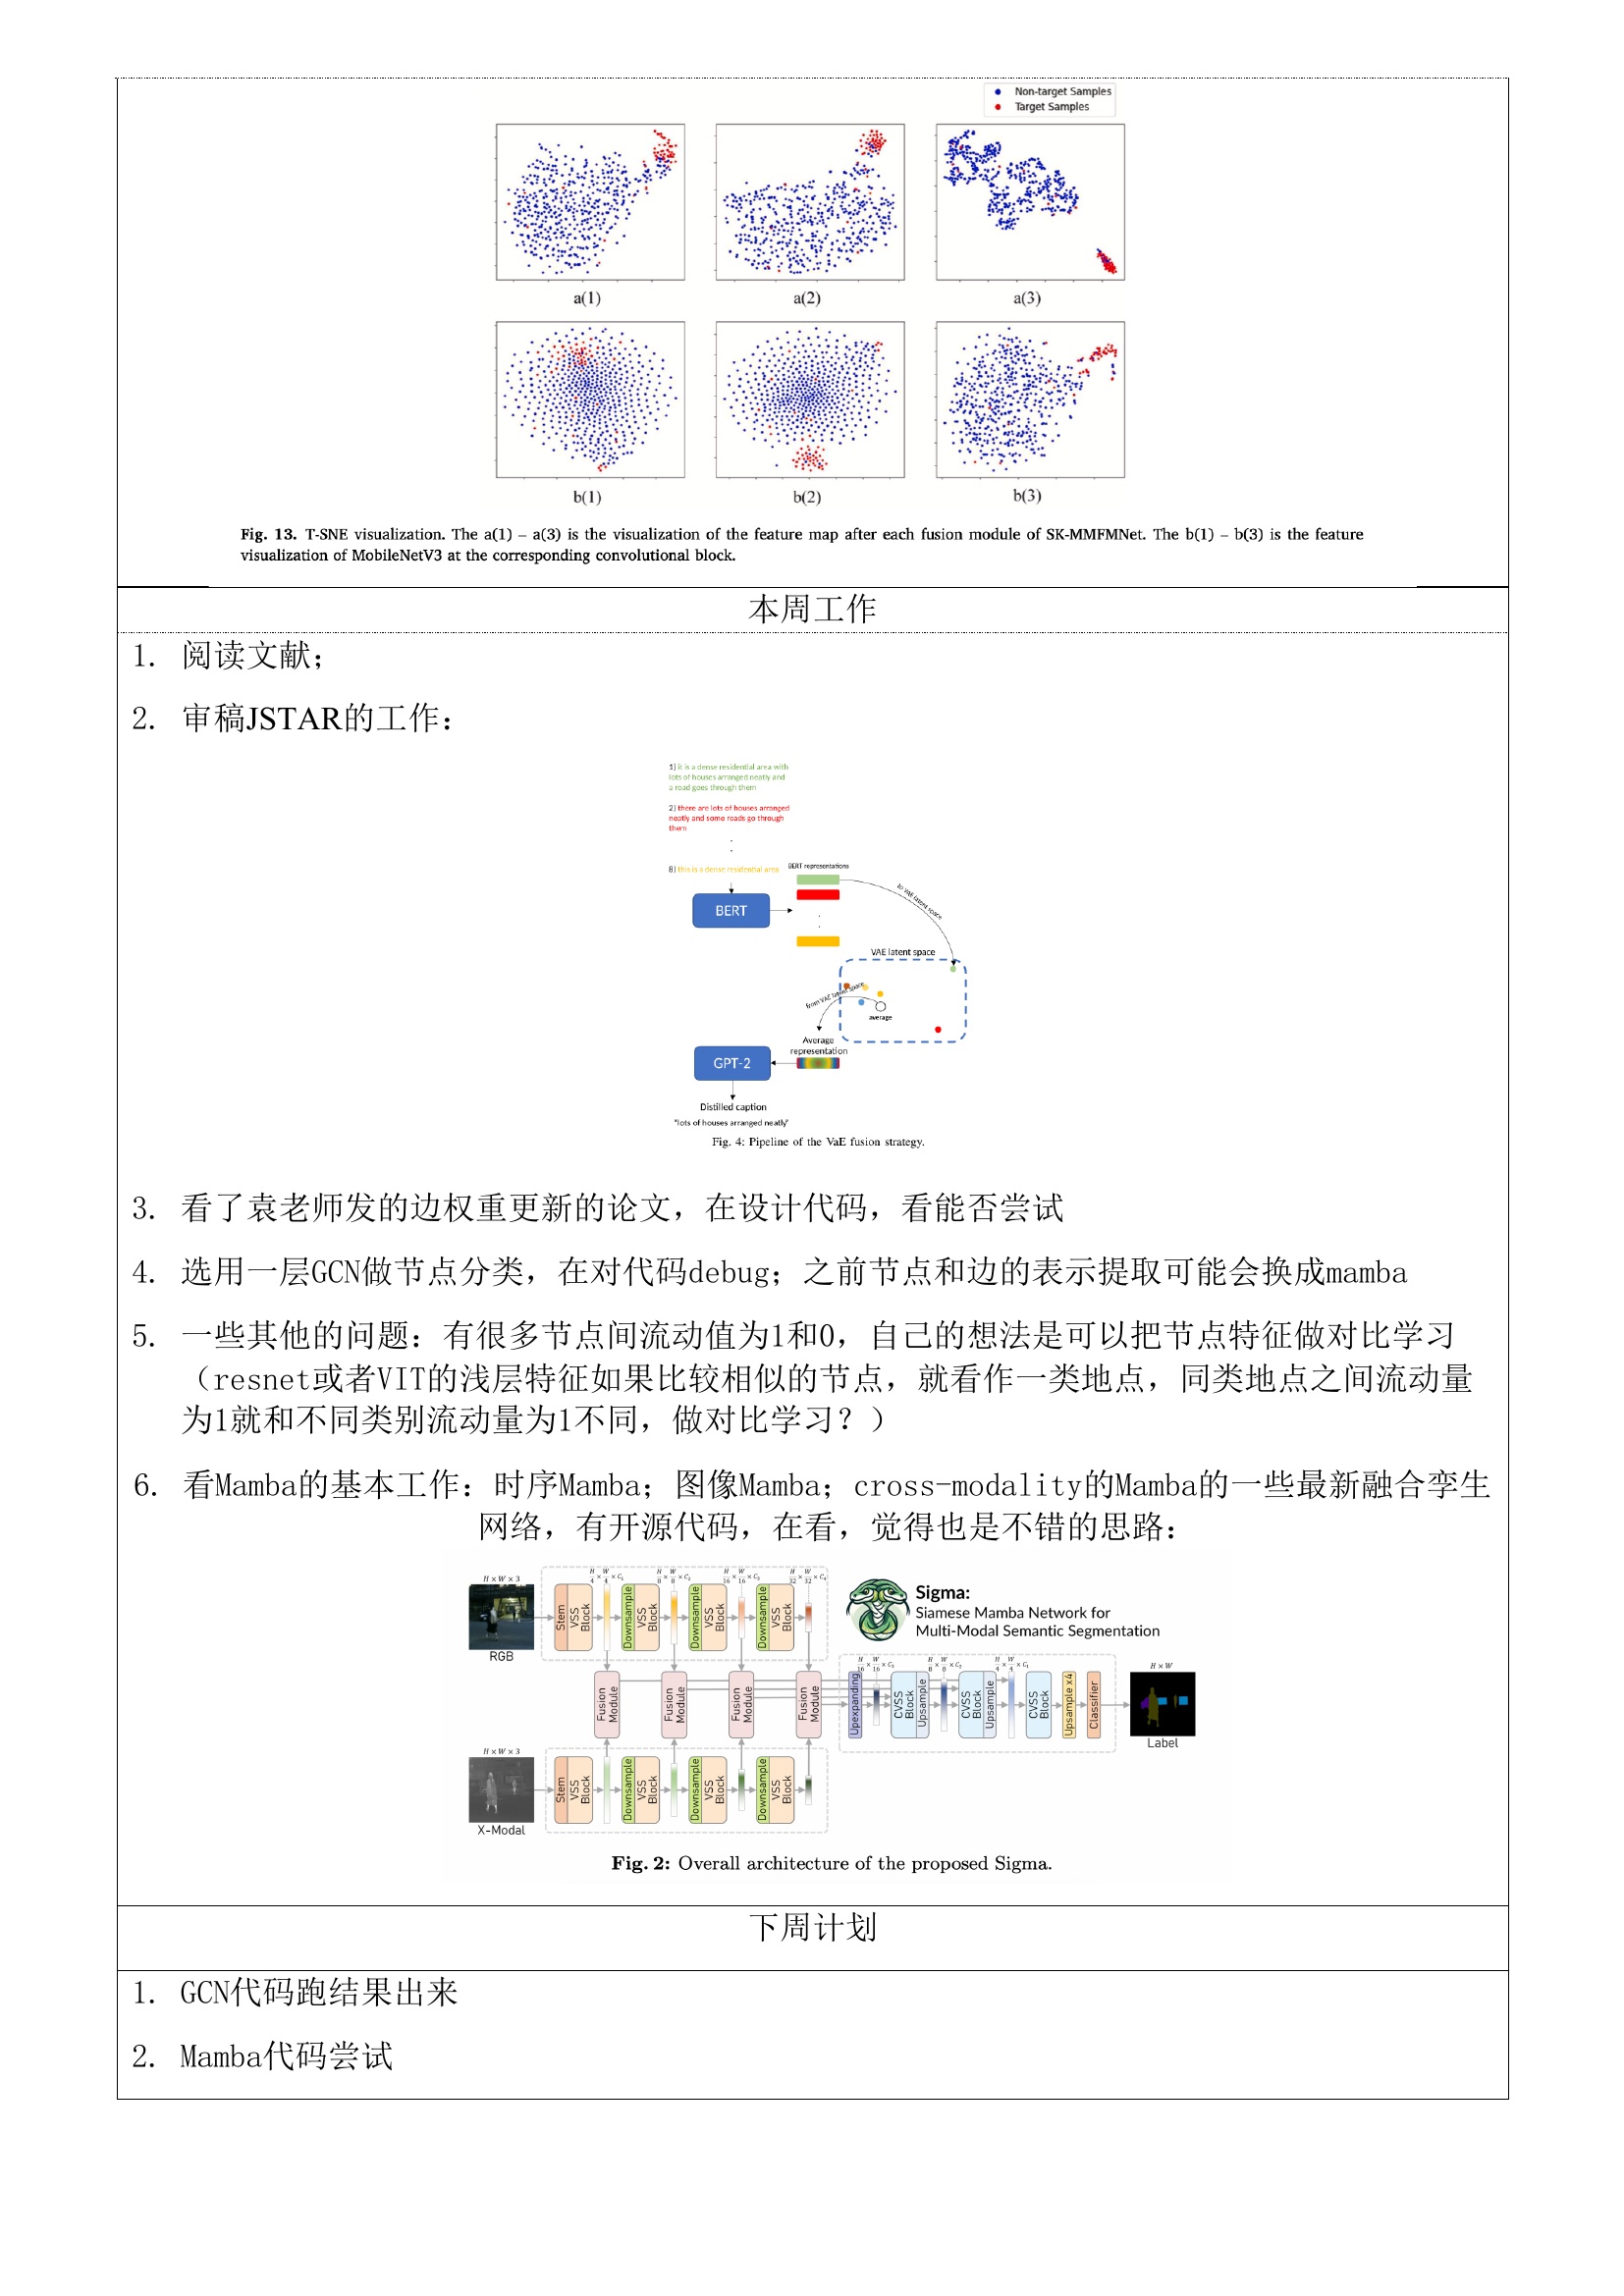 Non-target Samples
Target Samples
a(1)
a(2)
a(3)
b(1)
b(2)
b(3)
Fig. 13. T-SNE visualization. The a(1) – a(3) is the visualization of the feature map after each fusion module of SK-MMFMNet. The b(1) – b(3) is the feature
visualization of MobileNetV3 at the corresponding convolutional block.
本周工作
1. 阅读文献；
2. 审稿JSTAR的工作：
1) it is a dense residential area with
lots of houses arranged neatly and
a road goes through them
2) there are lots of houses arranged
neatly and some roads go through
them
8) this is a dense residential area
BERT representations
BERT
to VAE latent space
VAE latent space
from VAE latent space
average
Average
representation
GPT-2
Distilled caption
"lots of houses arranged neatly"
Fig. 4: Pipeline of the VaE fusion strategy.
3. 看了袁老师发的边权重更新的论文，在设计代码，看能否尝试
4. 选用一层GCN做节点分类，在对代码debug；之前节点和边的表示提取可能会换成mamba
5. 一些其他的问题：有很多节点间流动值为1和0，自己的想法是可以把节点特征做对比学习
（resnet或者VIT的浅层特征如果比较相似的节点，就看作一类地点，同类地点之间流动量
为1就和不同类别流动量为1不同，做对比学习？）
6. 看Mamba的基本工作：时序Mamba；图像Mamba；cross-modality的Mamba的一些最新融合孪生
网络，有开源代码，在看，觉得也是不错的思路：
H × W × 3
H/4 × W/4 × C₁
H/8 × W/8 × C₂
H/16 × W/16 × C₃
H/32 × W/32 × C₄
Stem
VSS Block
Downsample
VSS Block
Downsample
VSS Block
Downsample
VSS Block
RGB
Sigma:
Siamese Mamba Network for
Multi-Modal Semantic Segmentation
Fusion Module
Fusion Module
Fusion Module
Fusion Module
H/16 × W/16 × C₃
H/8 × W/8 × C₂
H/4 × W/4 × C₁
H × W
Upexpanding
CVSS Block
Upsample
CVSS Block
Upsample
CVSS Block
Upsample x4
Classifier
Label
H × W × 3
Stem
VSS Block
Downsample
VSS Block
Downsample
VSS Block
Downsample
VSS Block
X-Modal
Fig. 2: Overall architecture of the proposed Sigma.
下周计划
1. GCN代码跑结果出来
2. Mamba代码尝试